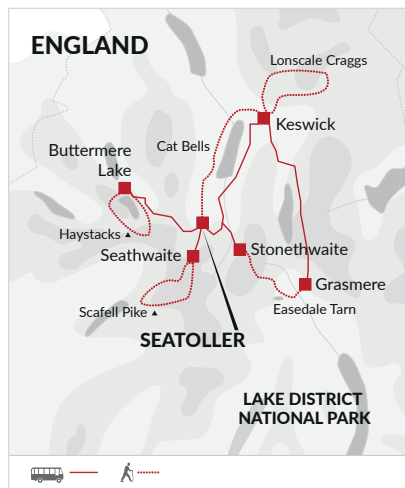 ENGLAND
Lonscale Craggs
Keswick
Cat Bells
Buttermere
Lake
Haystacks
Seathwaite
Stonethwaite
Grasmere
Scafell Pike
Easedale Tarn
SEATOLLER
LAKE DISTRICT
NATIONAL PARK